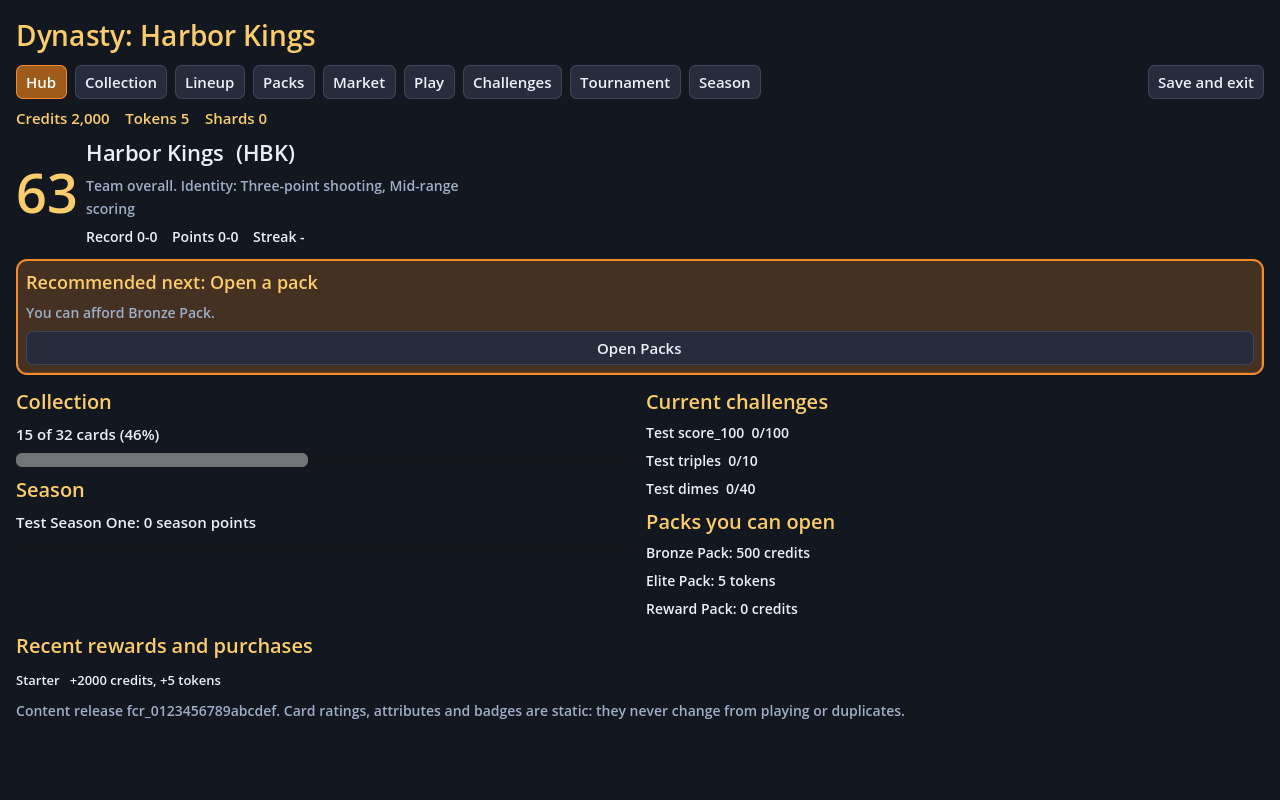 Dynasty: Harbor Kings
Hub Collection Lineup Packs Market Play Challenges Tournament Season Save and exit
Credits 2,000 Tokens 5 Shards 0
63
Harbor Kings (HBK)
Team overall. Identity: Three-point shooting, Mid-range
scoring
Record 0-0 Points 0-0 Streak -
Recommended next: Open a pack
You can afford Bronze Pack.
Open Packs
Collection
15 of 32 cards (46%)
Season
Test Season One: 0 season points
Current challenges
Test score_100 0/100
Test triples 0/10
Test dimes 0/40
Packs you can open
Bronze Pack: 500 credits
Elite Pack: 5 tokens
Reward Pack: 0 credits
Recent rewards and purchases
Starter +2000 credits, +5 tokens
Content release fcr_0123456789abcdef. Card ratings, attributes and badges are static: they never change from playing or duplicates.